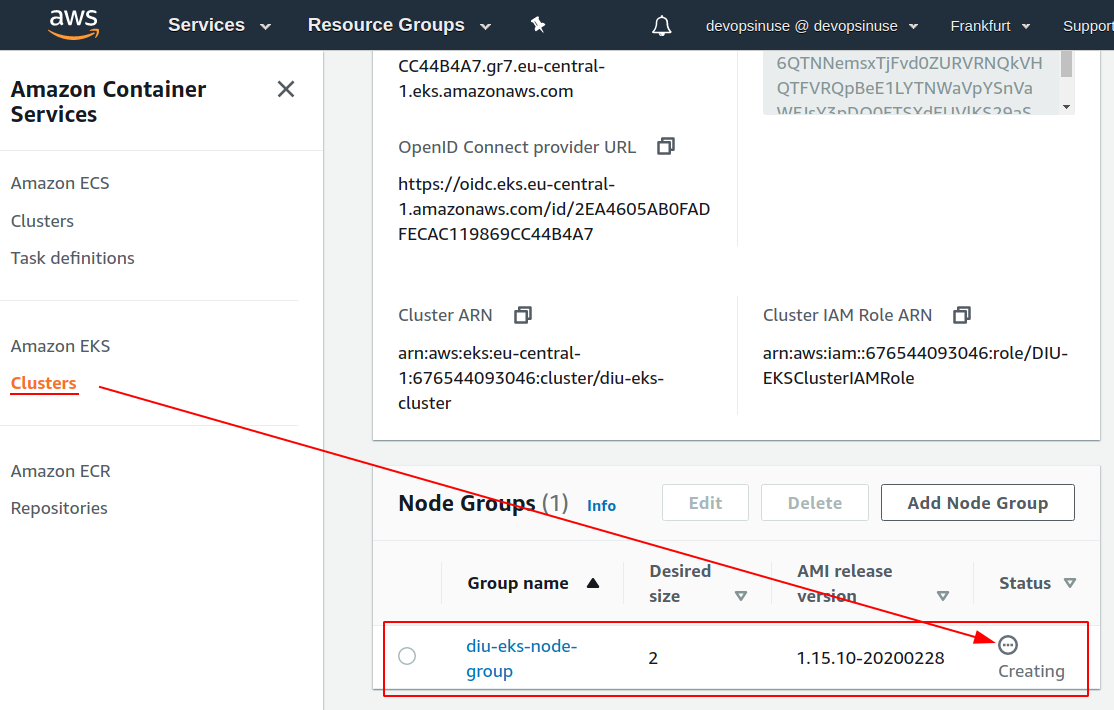 aws
Services
Resource Groups
devopsinuse @ devopsinuse
Frankfurt
Support
Amazon Container
Services
Amazon ECS
Clusters
Task definitions
Amazon EKS
Clusters
Amazon ECR
Repositories
CC44B4A7.gr7.eu-central-
1.eks.amazonaws.com
6QTNNemsxTjFvd0ZURVRNQkVH
QTFVRQpBeE1LYTNWaVpYSnVa
OpenID Connect provider URL
https://oidc.eks.eu-central-
1.amazonaws.com/id/2EA4605AB0FAD
FECAC119869CC44B4A7
Cluster ARN
arn:aws:eks:eu-central-
1:676544093046:cluster/diu-eks-
cluster
Cluster IAM Role ARN
arn:aws:iam::676544093046:role/DIU-
EKSClusterIAMRole
Node Groups (1)
Info
Edit
Delete
Add Node Group
Group name
Desired
size
AMI release
version
Status
diu-eks-node-
group
2
1.15.10-20200228
Creating